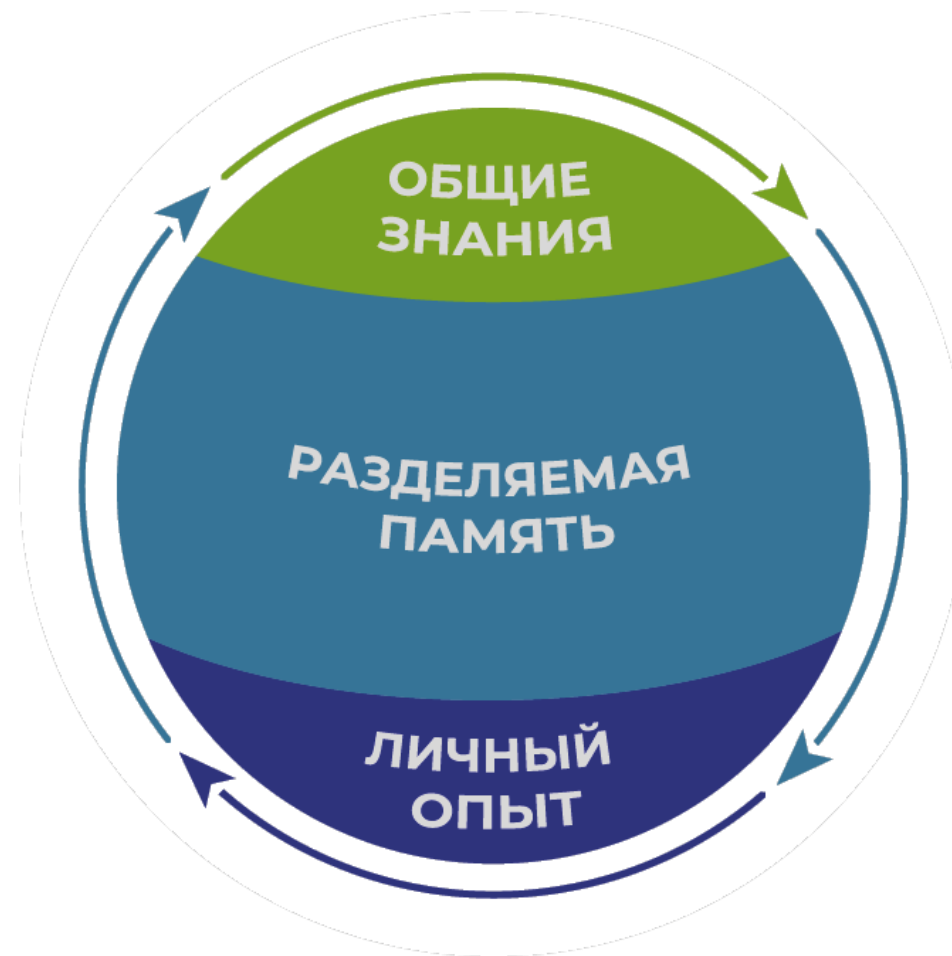 ОБЩИЕ
ЗНАНИЯ
РАЗДЕЛЯЕМАЯ
ПАМЯТЬ
ЛИЧНЫЙ
ОПЫТ